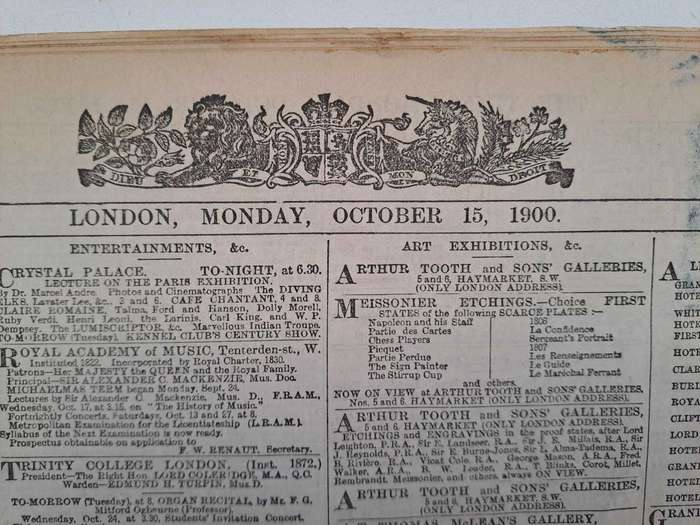 DIEU ET MON DROIT
LONDON, MONDAY, OCTOBER 15, 1900.
ENTERTAINMENTS, &c.
CRYSTAL PALACE. TO-NIGHT, at 6.30.
LECTURE ON THE PARIS EXHIBITION.
By Dr. Marcel Andre. Photos and Cinematographs The DIVING
ELKS. Lavater Lee, &c., 3 and 6. CAFE CHANTANT, 4 and 8.
CLAIRE ROMAINE, Talma, Ford and Hanson, Dolly Morell,
Ruby Verdi, Henri Leoni, the Lorinis, Carl King, and W. P.
Dempsey. The LUMISCRIPTOR, &c. Marvellous Indian Troupe.
TO-MORROW (Tuesday) KENNEL CLUB'S CENTURY SHOW.
ROYAL ACADEMY of MUSIC, Tenterden-st., W.
Instituted 1822. Incorporated by Royal Charter, 1830.
Patrons—Her MAJESTY the QUEEN and the Royal Family.
Principal—SIR ALEXANDER C. MACKENZIE, Mus. Doc.
MICHAELMAS TERM began Monday, Sept. 24.
Lectures by Sir Alexander C. Mackenzie, Mus. D., F.R.A.M.,
Wednesday, Oct. 17, at 3.15, on "The History of Music."
Fortnightly Concerts, Saturdays, Oct. 13 and 27, at 8.
Metropolitan Examination for the Licentiateship (L.R.A.M.).
Syllabus of the Next Examination is now ready.
Prospectus obtainable on application to
F. W. RENAUT, Secretary.
TRINITY COLLEGE LONDON. (Inst. 1872.)
President—The Right Hon. LORD COLERIDGE, M.A., Q.C.
Warden—EDMUND H. TURPIN, Mus. D.
TO-MORROW (Tuesday), at 8, ORGAN RECITAL, by Mr. F. G.
Mitford Ogbourne (Professor).
Wednesday, Oct. 24, at 3.30, Students' Invitation Concert.
ART EXHIBITIONS, &c.
ARTHUR TOOTH and SONS' GALLERIES,
5 and 6, HAYMARKET, S.W.
(ONLY LONDON ADDRESS).
MEISSONIER ETCHINGS.—Choice FIRST
STATES of the following SCARCE PLATES :—
Napoleon and his Staff 1806
Partie des Cartes La Confidence
Chess Players Sergeant's Portrait
Piquet 1807
Partie Perdue Les Renseignements
The Sign Painter Le Guide
The Stirrup Cup Le Maréchal Ferrant
and others.
NOW ON VIEW at ARTHUR TOOTH and SONS' GALLERIES,
Nos. 5 and 6, HAYMARKET (ONLY LONDON ADDRESS).
ARTHUR TOOTH and SONS' GALLERIES,
5 and 6, HAYMARKET, S.W. (ONLY LONDON ADDRESS).
ETCHINGS and ENGRAVINGS in the proof states, after Lord
Leighton, P.R.A., Sir E. Landseer, R.A., Sir J. E. Millais, R.A., Sir
J. Reynolds, P.R.A., Sir E. Burne-Jones, Sir L. Alma-Tadema, R.A.,
B. Rivière, R.A., Vicat Cole, R.A., George Mason, A.R.A., Fred.
Walker, A.R.A., R. W. Leader, R.A., T. Blinks, Corot, Millet,
Rembrandt, Meissonier, and others, always ON VIEW.
ARTHUR TOOTH and SONS' GALLERIES,
5 and 6, HAYMARKET, S.W.
(ONLY LONDON ADDRESS).
THOMAS McLEAN'S GALLERY,